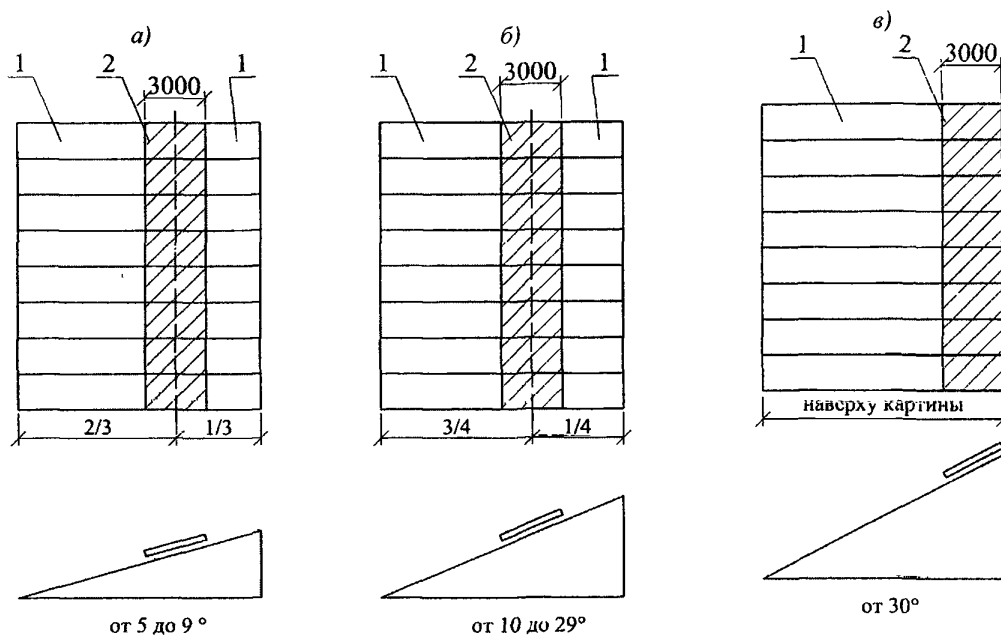 а)
1 2 3000 1
2/3 1/3
от 5 до 9 °
б)
1 2 3000 1
3/4 1/4
от 10 до 29°
в)
1 2 3000
наверху картины
от 30°